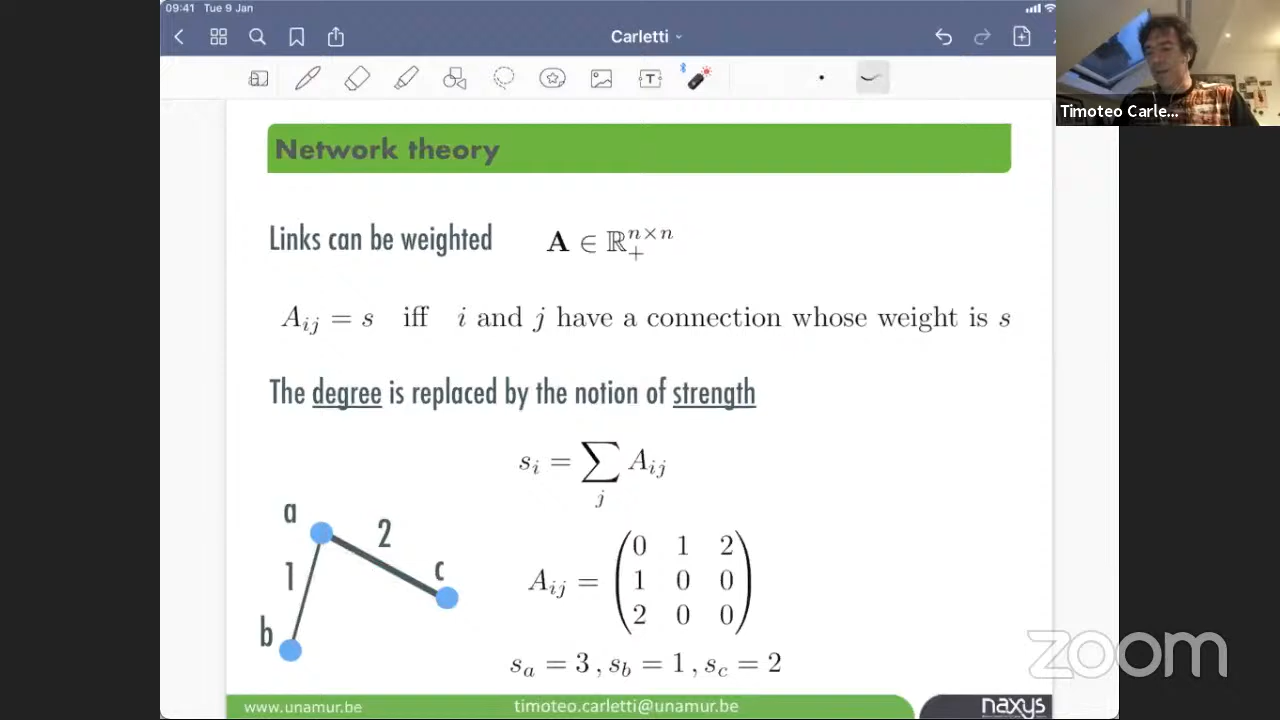 09:41 Tue 9 Jan
Carletti
Timoteo Carle...
Network theory
Links can be weighted A ∈ ℝ₊ⁿˣⁿ
A_{ij} = s iff i and j have a connection whose weight is s
The degree is replaced by the notion of strength
s_i = ∑_j A_{ij}
a
2
1
c
b
A_{ij} = (0 1 2
1 0 0
2 0 0)
s_a = 3 , s_b = 1 , s_c = 2
zoom
www.unamur.be timoteo.carletti@unamur.be naxys